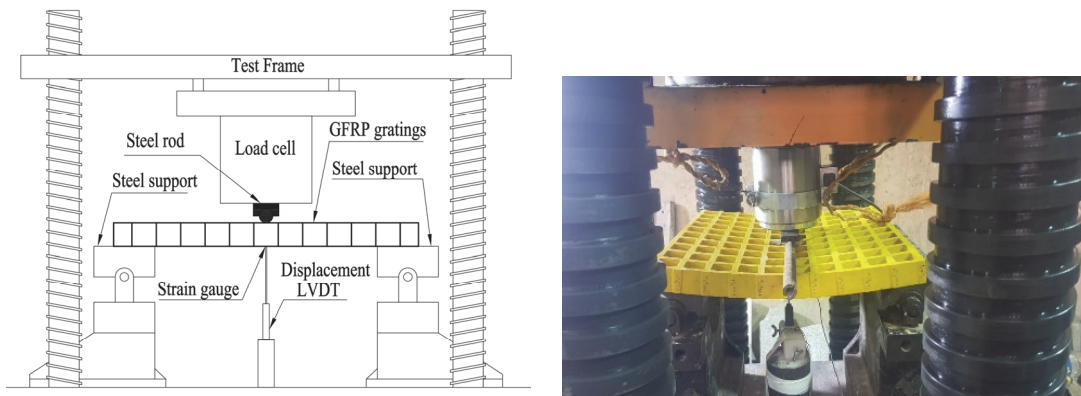 Test Frame
Steel rod
Load cell
GFRP gratings
Steel support
Steel support
Strain gauge
Displacement
LVDT